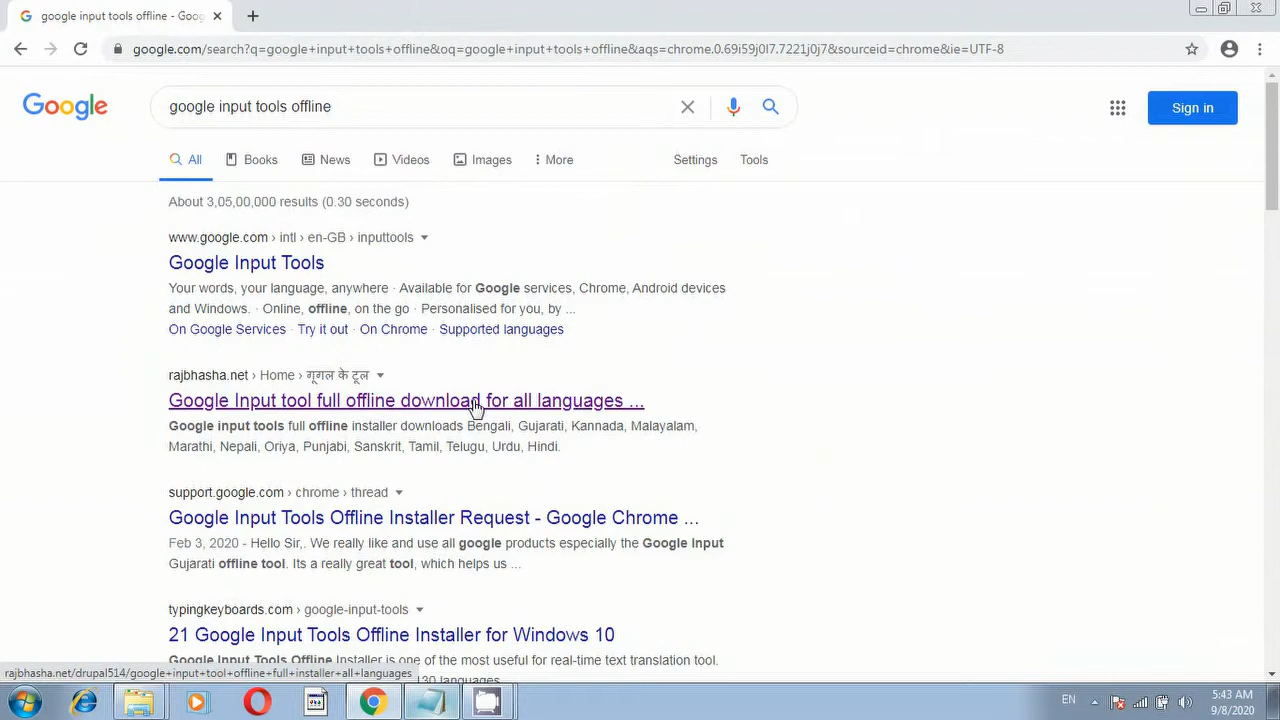 google input tools offline - Goog
google.com/search?q=google+input+tools+offline&oq=google+input+tools+offline&aqs=chrome.0.69i59j0l7.7221j0j7&sourceid=chrome&ie=UTF-8
Google
google input tools offline
Sign in
All Books News Videos Images More Settings Tools
About 3,05,00,000 results (0.30 seconds)
www.google.com › intl › en-GB › inputtools
Google Input Tools
Your words, your language, anywhere · Available for Google services, Chrome, Android devices
and Windows. · Online, offline, on the go · Personalised for you, by ...
On Google Services · Try it out · On Chrome · Supported languages
rajbhasha.net › Home › गूगल के टूल
Google Input tool full offline download for all languages ...
Google input tools full offline installer downloads Bengali, Gujarati, Kannada, Malayalam,
Marathi, Nepali, Oriya, Punjabi, Sanskrit, Tamil, Telugu, Urdu, Hindi.
support.google.com › chrome › thread
Google Input Tools Offline Installer Request - Google Chrome ...
Feb 3, 2020 - Hello Sir,. We really like and use all google products especially the Google Input
Gujarati offline tool. Its a really great tool, which helps us ...
typingkeyboards.com › google-input-tools
21 Google Input Tools Offline Installer for Windows 10
Google Input Tools Offline Installer is one of the most useful for real-time text translation tool.
130 languages.
rajbhasha.net/drupal514/google+input+tool+offline+full+installer+all+languages
EN
5:43 AM
9/8/2020